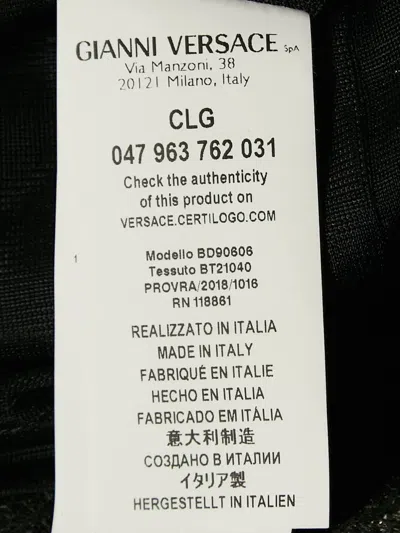 GIANNI VERSACE SpA
Via Manzoni, 38
20121 Milano, Italy
CLG
047 963 762 031
Check the authenticity
of this product on
VERSACE.CERTILOGO.COM
Modello BD90606
1 Tessuto BT21040
PROVRA/2018/1016
RN 118861
REALIZZATO IN ITALIA
MADE IN ITALY
FABRIQUÉ EN ITALIE
HECHO EN ITALIA
FABRICADO EM ITÁLIA
意大利制造
СОЗДАНО В ИТАЛИИ
イタリア製
HERGESTELLT IN ITALIEN